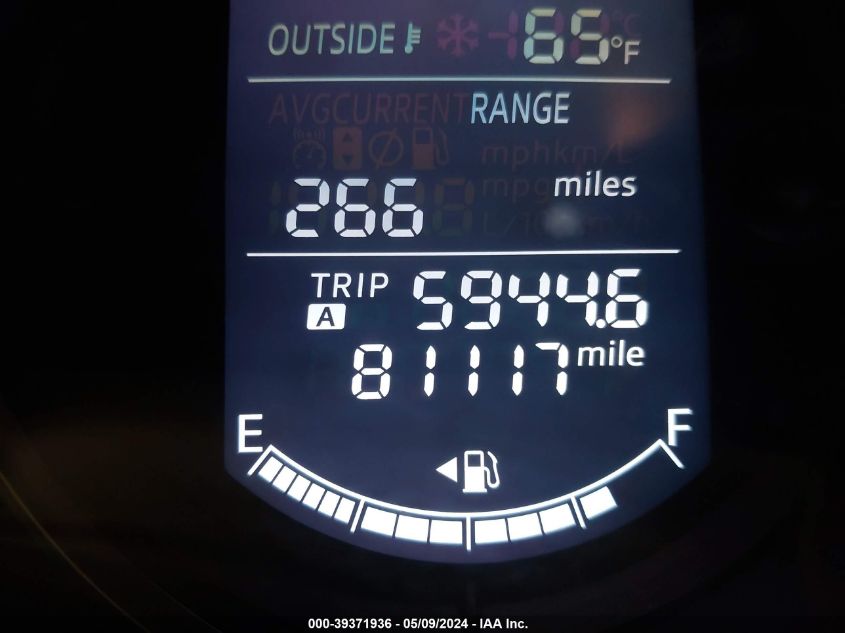 OUTSIDE 65°F
AVG CURRENT RANGE
mph km/L
266 miles
TRIP A 5944.6
81117 mile
E F
000-39371936 - 05/09/2024 - IAA Inc.